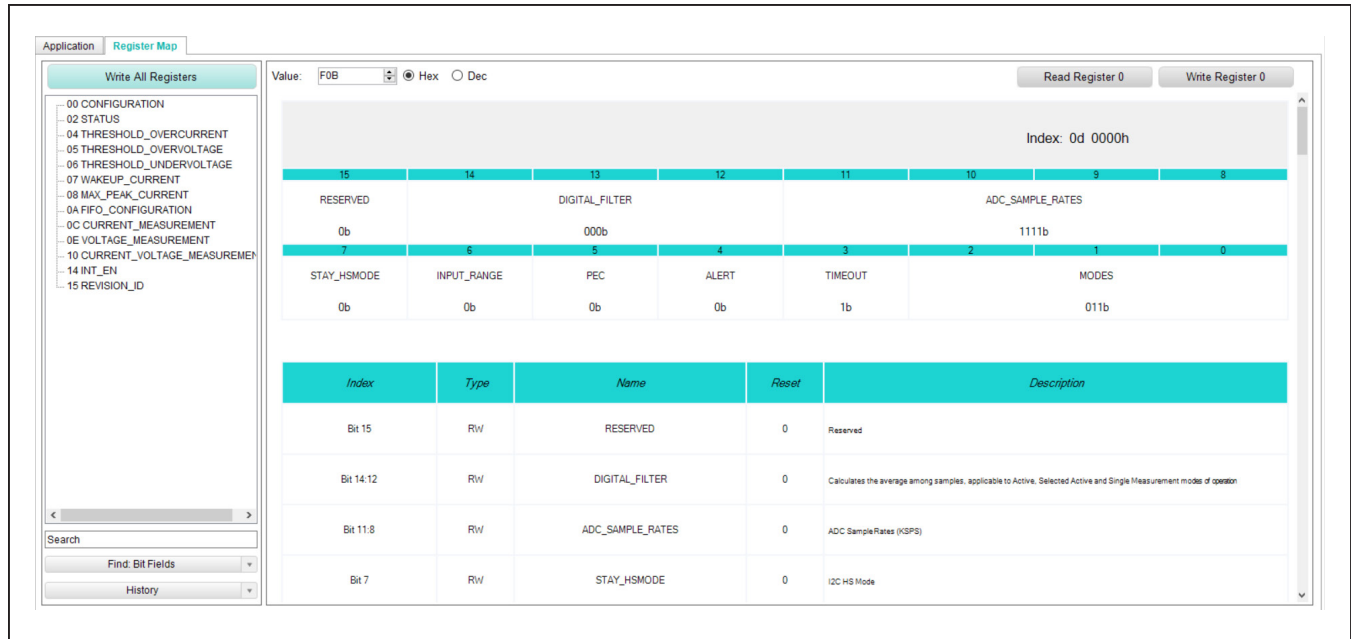 Application Register Map
Write All Registers
Value: F0B Hex Dec Read Register 0 Write Register 0
00 CONFIGURATION
02 STATUS
04 THRESHOLD_OVERCURRENT
05 THRESHOLD_OVERVOLTAGE
06 THRESHOLD_UNDERVOLTAGE
07 WAKEUP_CURRENT
08 MAX_PEAK_CURRENT
0A FIFO_CONFIGURATION
0C CURRENT_MEASUREMENT
0E VOLTAGE_MEASUREMENT
10 CURRENT_VOLTAGE_MEASUREMEN
14 INT_EN
15 REVISION_ID
Search
Find: Bit Fields
History
Index: 0d 0000h
15 14 13 12 11 10 9 8
RESERVED DIGITAL_FILTER ADC_SAMPLE_RATES
0b 000b 1111b
7 6 5 4 3 2 1 0
STAY_HSMODE INPUT_RANGE PEC ALERT TIMEOUT MODES
0b 0b 0b 0b 1b 011b
Index Type Name Reset Description
Bit 15 RW RESERVED 0 Reserved
Bit 14:12 RW DIGITAL_FILTER 0 Calculates the average among samples, applicable to Active, Selected Active and Single Measurement modes of operation
Bit 11:8 RW ADC_SAMPLE_RATES 0 ADC Sample Rates (KSPS)
Bit 7 RW STAY_HSMODE 0 I2C HS Mode